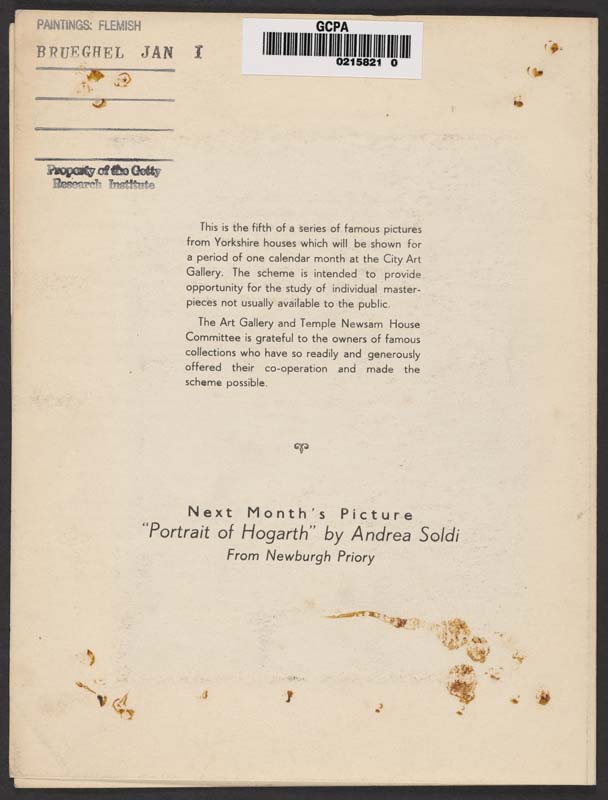 PAINTINGS: FLEMISH
BRUEGHEL JAN I
GCPA
0215821 0
Property of the Getty
Research Institute
This is the fifth of a series of famous pictures
from Yorkshire houses which will be shown for
a period of one calendar month at the City Art
Gallery. The scheme is intended to provide
opportunity for the study of individual master-
pieces not usually available to the public.
The Art Gallery and Temple Newsam House
Committee is grateful to the owners of famous
collections who have so readily and generously
offered their co-operation and made the
scheme possible.
Next Month's Picture
"Portrait of Hogarth" by Andrea Soldi
From Newburgh Priory